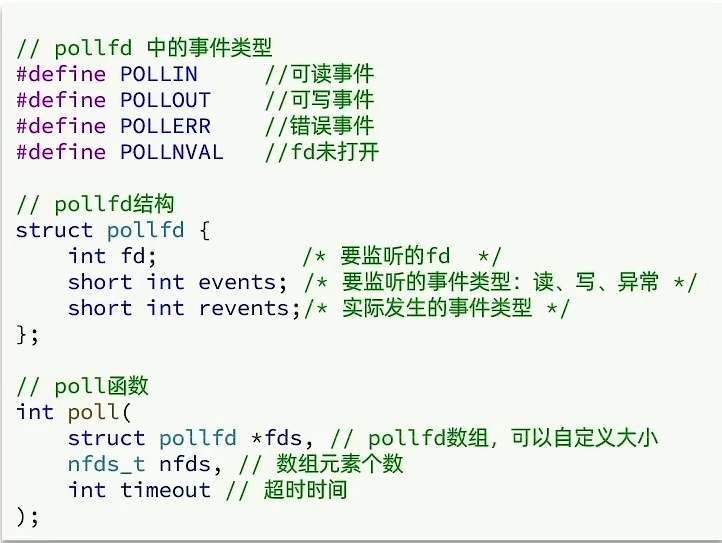 // pollfd 中的事件类型
#define POLLIN     //可读事件
#define POLLOUT    //可写事件
#define POLLERR    //错误事件
#define POLLNVAL   //fd未打开
// pollfd结构
struct pollfd {
    int fd;           /* 要监听的fd  */
    short int events; /* 要监听的事件类型：读、写、异常 */
    short int revents;/* 实际发生的事件类型 */
};
// poll函数
int poll(
    struct pollfd *fds, // pollfd数组，可以自定义大小
    nfds_t nfds, // 数组元素个数
    int timeout // 超时时间
);